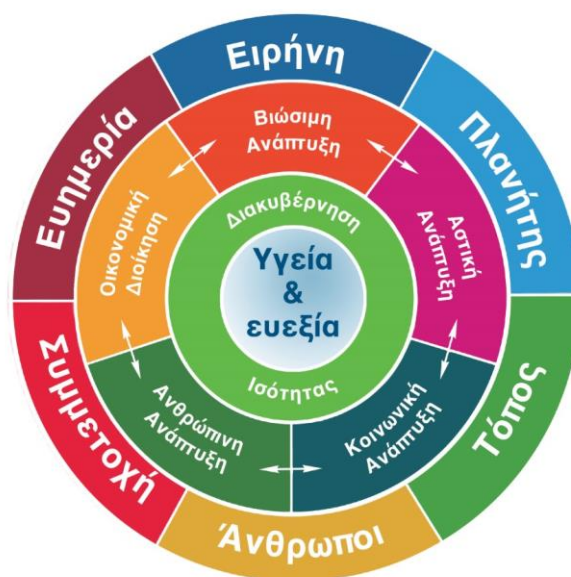 Ειρήνη
Πλανήτης
Τόπος
Άνθρωποι
Συμμετοχή
Ευημερία
Βιώσιμη
Ανάπτυξη
Αστική
Ανάπτυξη
Κοινωνική
Ανάπτυξη
Ανθρώπινη
Ανάπτυξη
Οικονομική
Διοίκηση
Διακυβέρνηση
Ισότητας
Υγεία
&
ευεξία